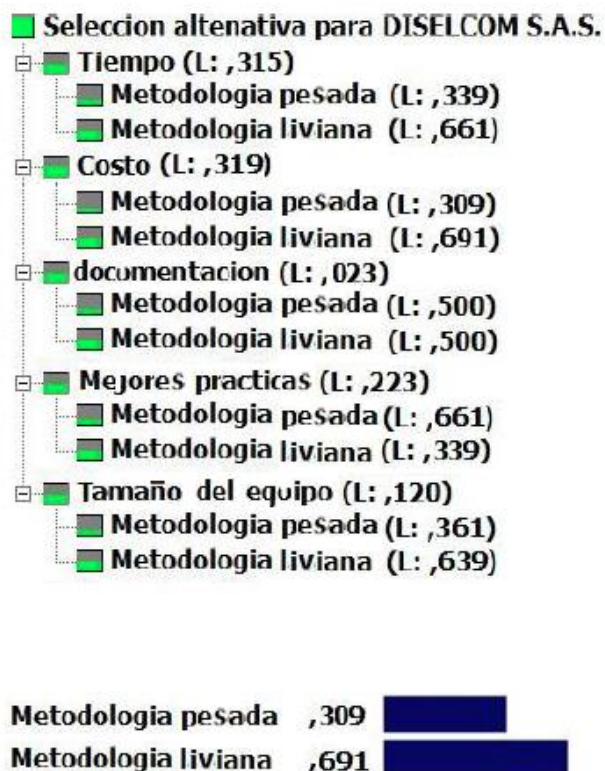 Seleccion altenativa para DISELCOM S.A.S.
Tiempo (L: ,315)
Metodologia pesada (L: ,339)
Metodologia liviana (L: ,661)
Costo (L: ,319)
Metodologia pesada (L: ,309)
Metodologia liviana (L: ,691)
documentacion (L: ,023)
Metodologia pesada (L: ,500)
Metodologia liviana (L: ,500)
Mejores practicas (L: ,223)
Metodologia pesada (L: ,661)
Metodologia liviana (L: ,339)
Tamaño del equipo (L: ,120)
Metodologia pesada (L: ,361)
Metodologia liviana (L: ,639)
Metodologia pesada ,309
Metodologia liviana ,691